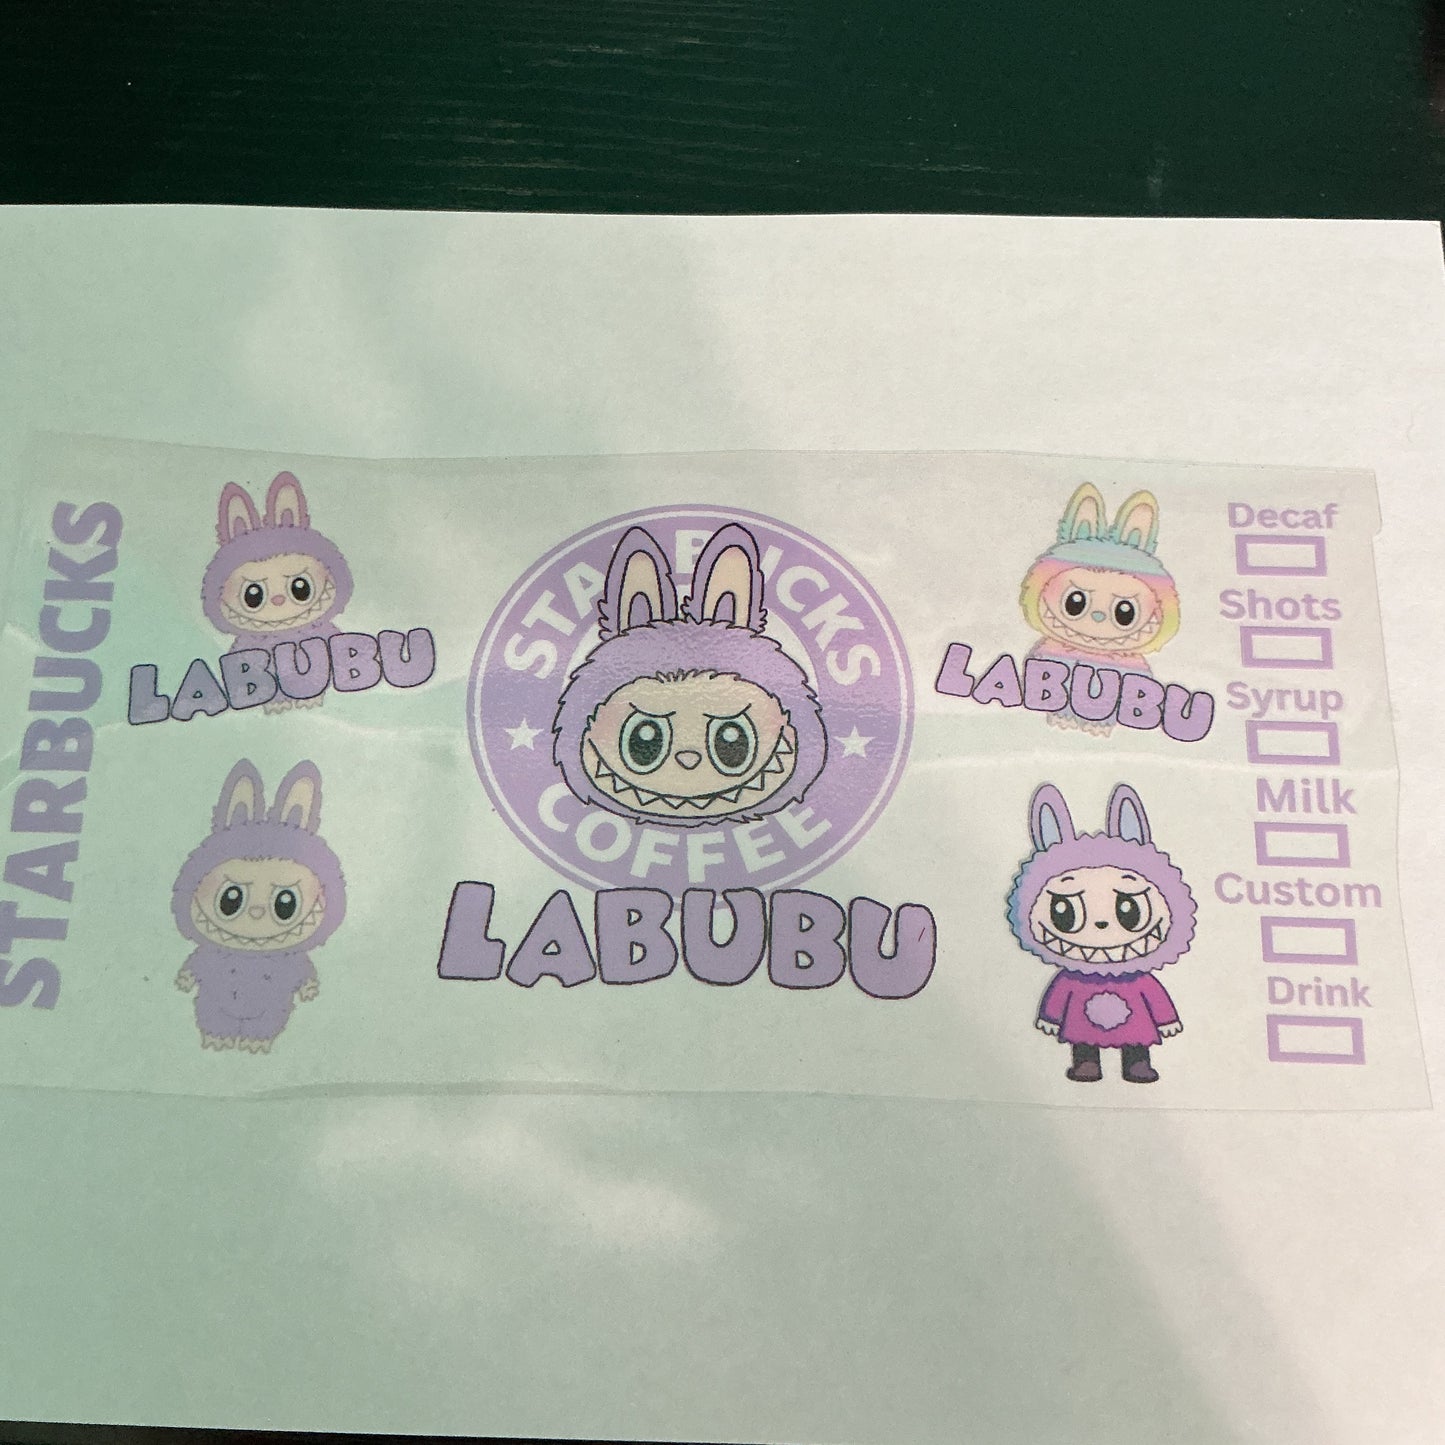 STARBUCKS
LABUBU
STARBUCKS
COFFEE
LABUBU
LABUBU
Decaf
Shots
Syrup
Milk
Custom
Drink